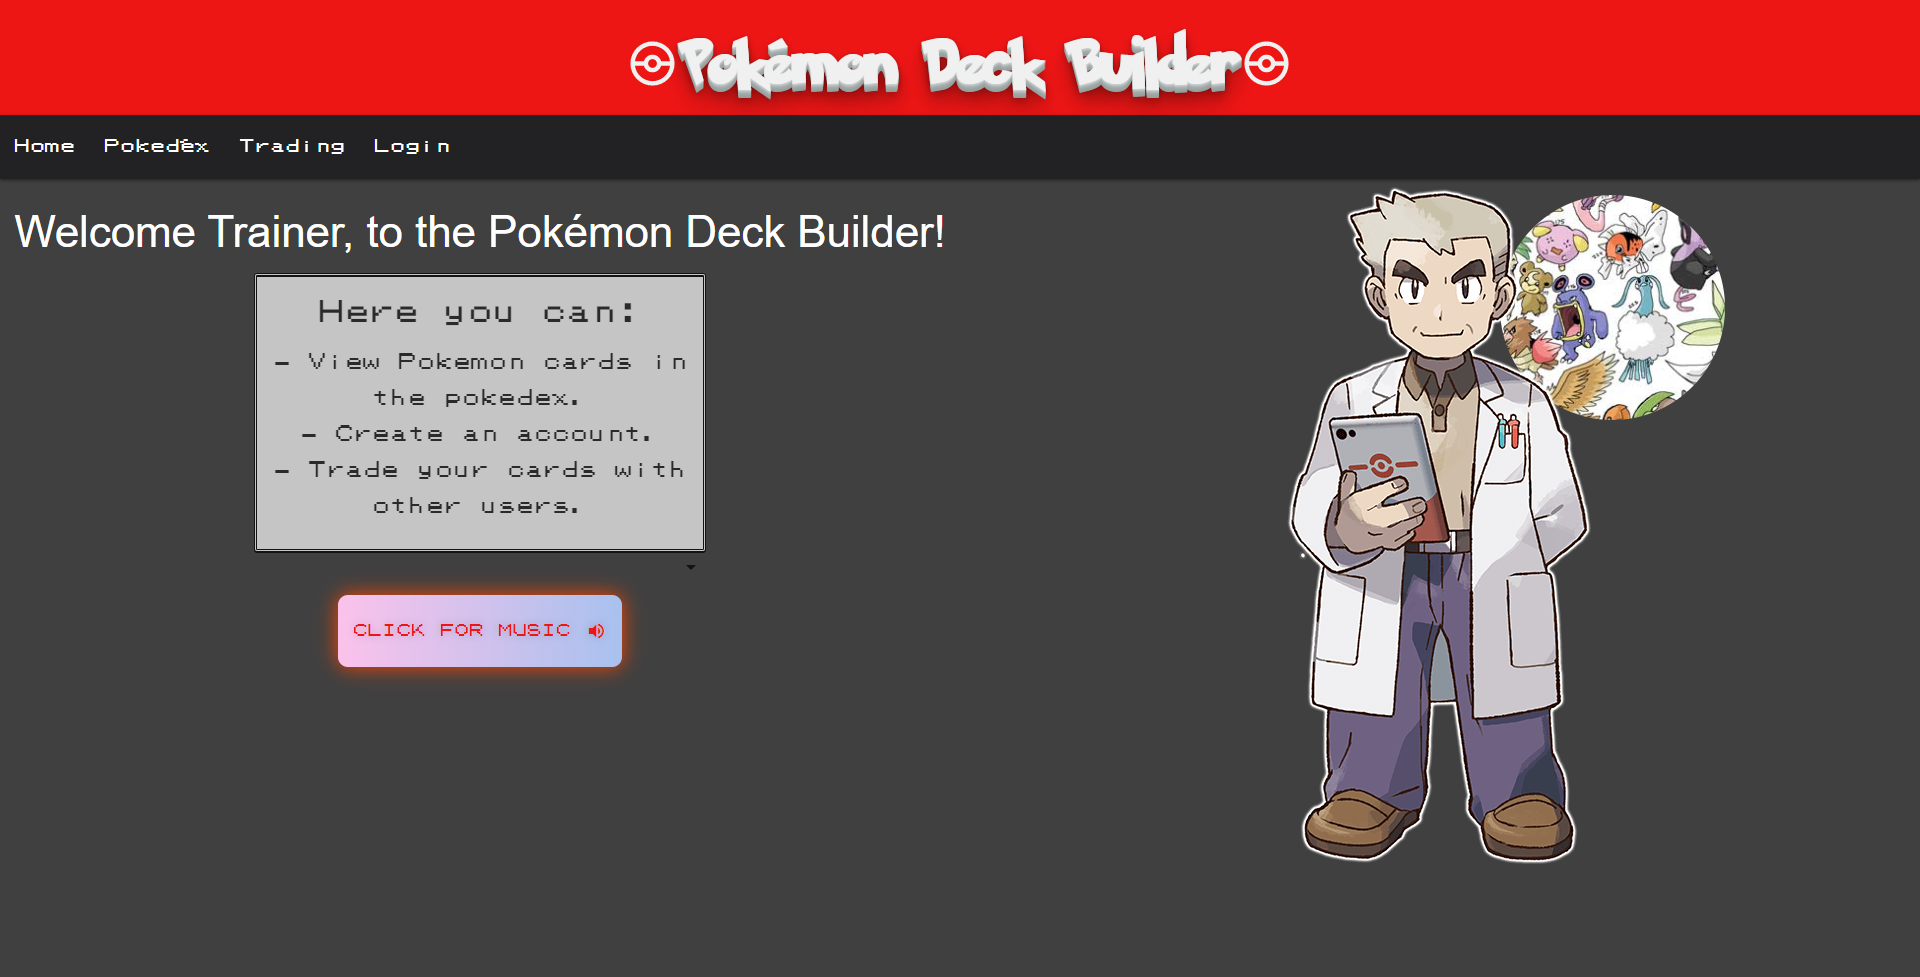 Pokémon Deck Builder
Home Pokedéx Trading Login
Welcome Trainer, to the Pokémon Deck Builder!
Here you can:
- View Pokemon cards in
the pokedex.
- Create an account.
- Trade your cards with
other users.
CLICK FOR MUSIC